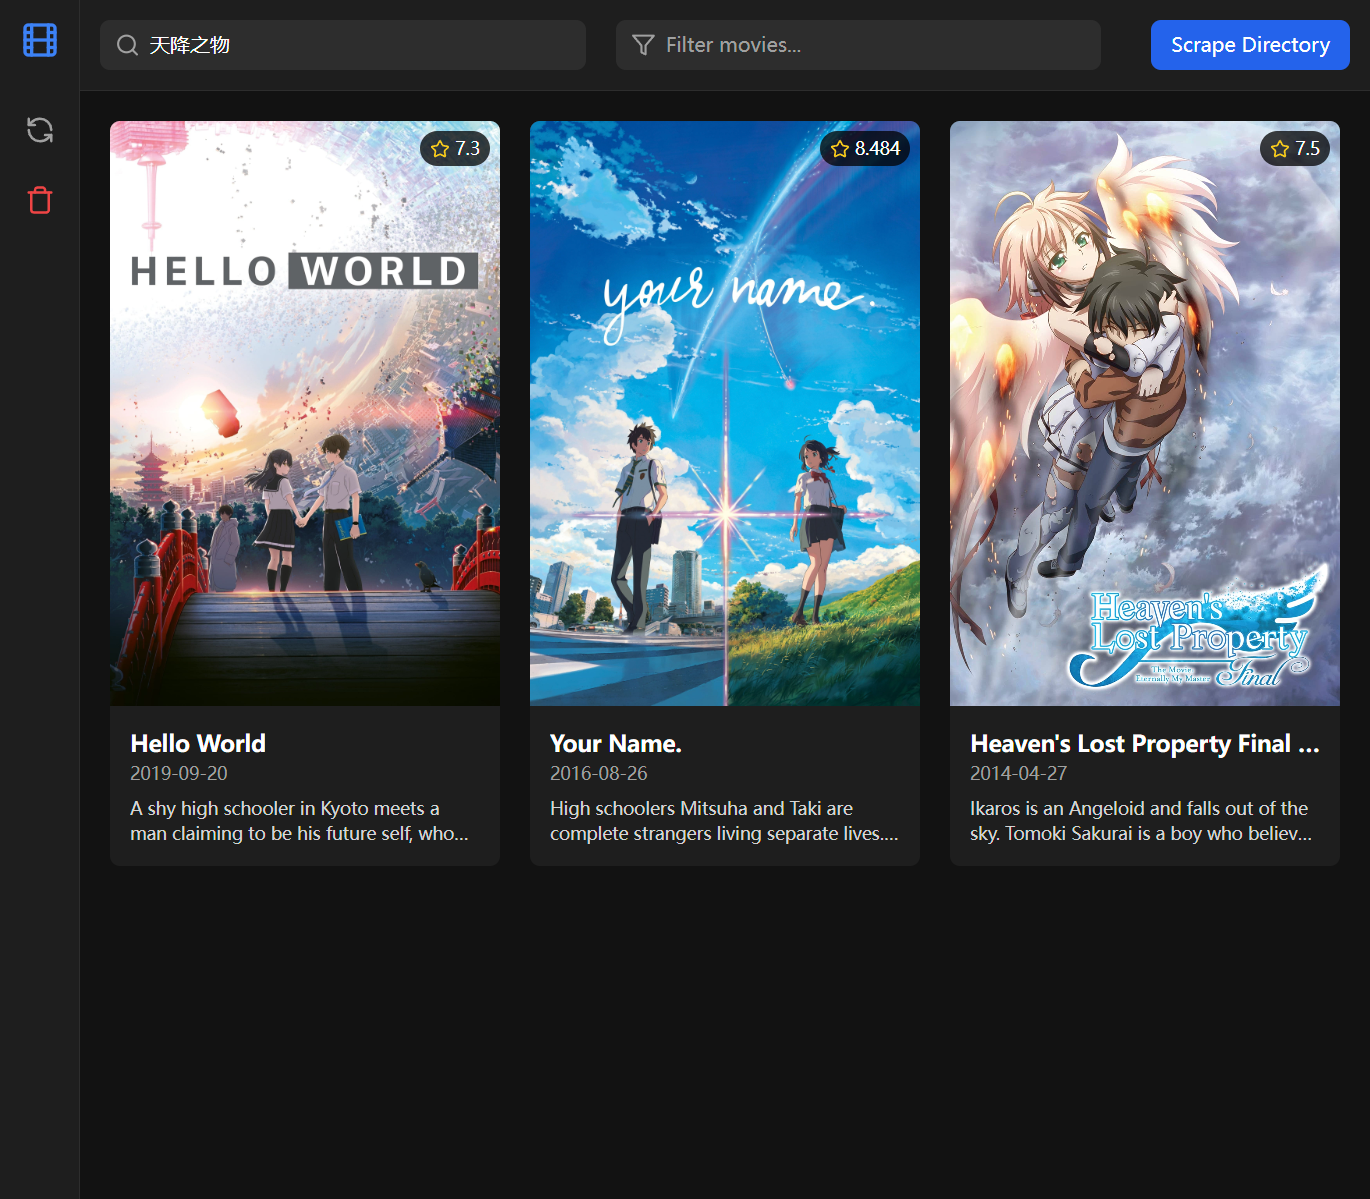 天降之物
Filter movies...
Scrape Directory
7.3
8.484
7.5
HELLO WORLD
your name.
Heaven's
Lost Property
The Movie:
Eternally My Master
Final
Hello World
2019-09-20
A shy high schooler in Kyoto meets a
man claiming to be his future self, who...
Your Name.
2016-08-26
High schoolers Mitsuha and Taki are
complete strangers living separate lives....
Heaven's Lost Property Final ...
2014-04-27
Ikaros is an Angeloid and falls out of the
sky. Tomoki Sakurai is a boy who believ...